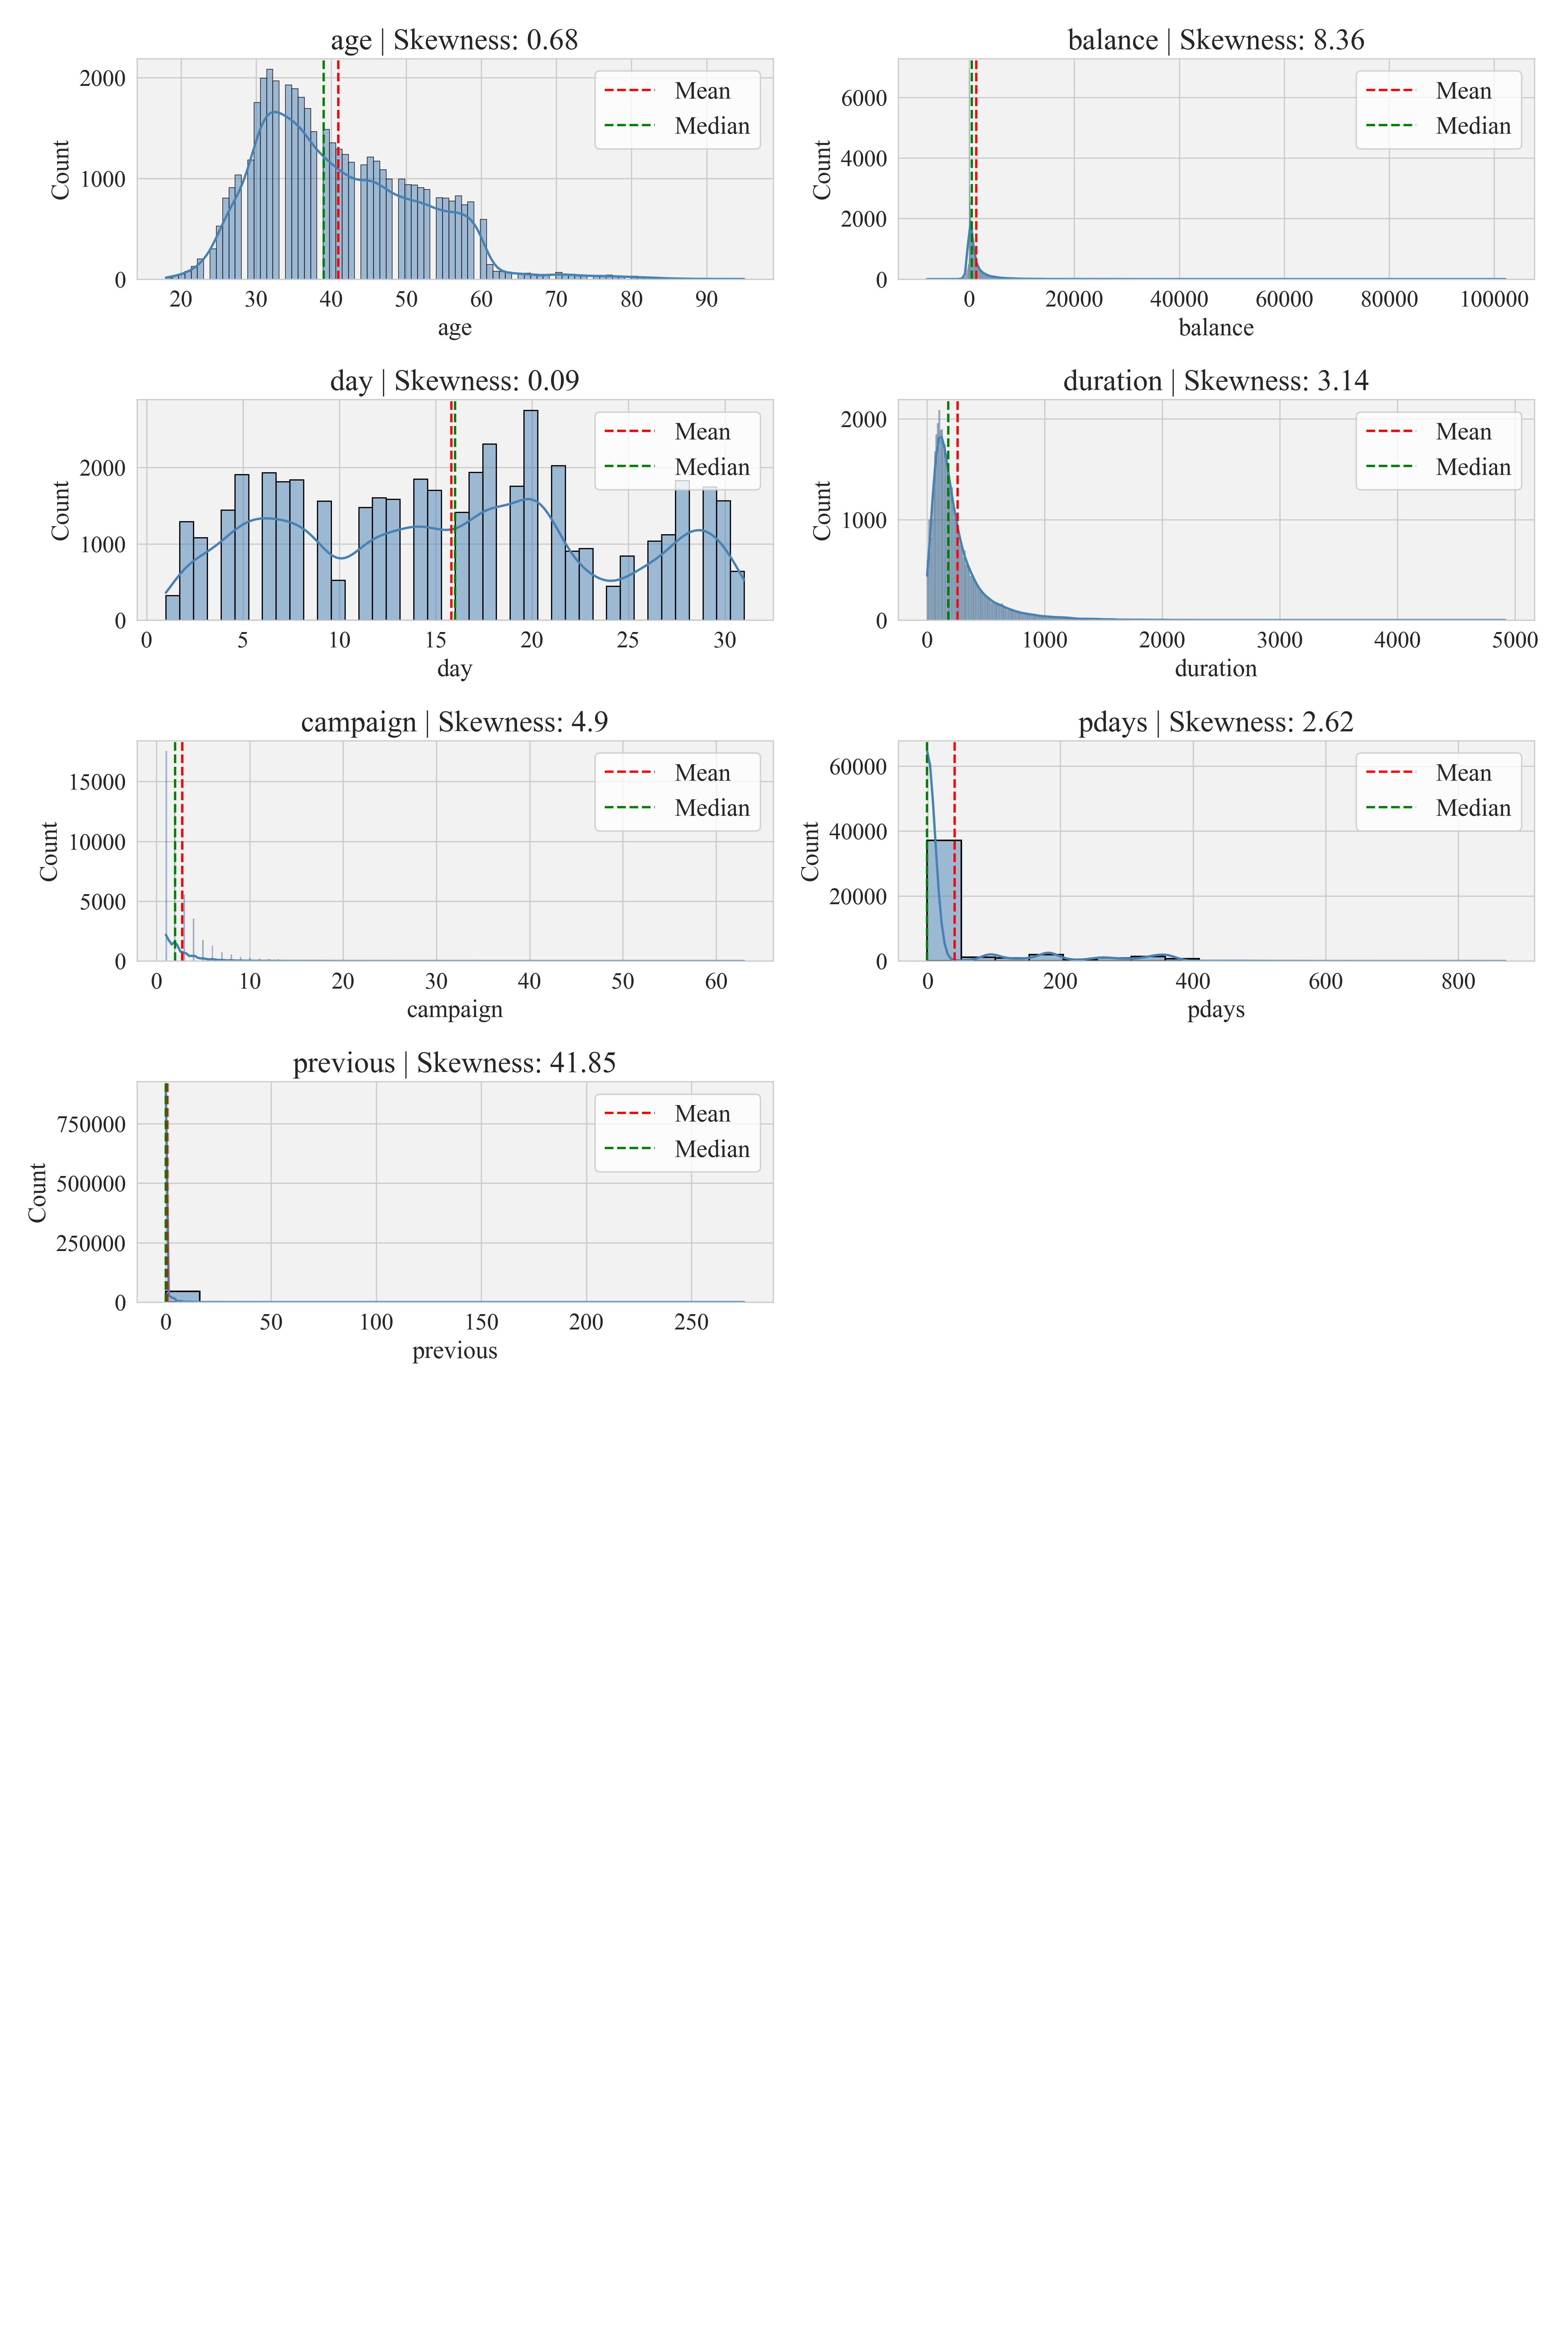 age | Skewness: 0.68
Mean
Median
2000
1000
0
Count
20 30 40 50 60 70 80 90
age
balance | Skewness: 8.36
Mean
Median
6000
4000
2000
0
Count
0 20000 40000 60000 80000 100000
balance
day | Skewness: 0.09
Mean
Median
2000
1000
0
Count
0 5 10 15 20 25 30
day
duration | Skewness: 3.14
Mean
Median
2000
1000
0
Count
0 1000 2000 3000 4000 5000
duration
campaign | Skewness: 4.9
Mean
Median
15000
10000
5000
0
Count
0 10 20 30 40 50 60
campaign
pdays | Skewness: 2.62
Mean
Median
60000
40000
20000
0
Count
0 200 400 600 800
pdays
previous | Skewness: 41.85
Mean
Median
750000
500000
250000
0
Count
0 50 100 150 200 250
previous